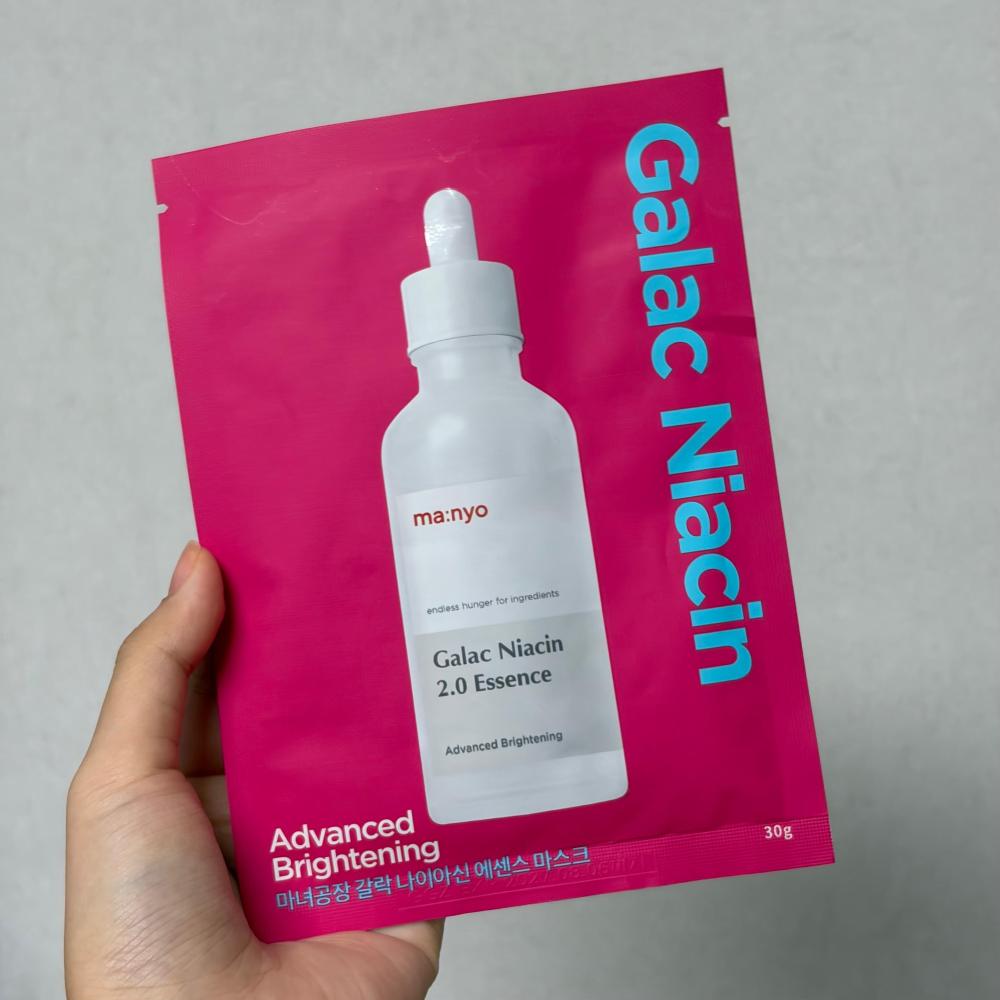 Galac Niacin
ma:nyo
endless hunger for ingredients
Galac Niacin
2.0 Essence
Advanced Brightening
Advanced
Brightening
마녀공장 갈락 나이아신 에센스 마스크
30g